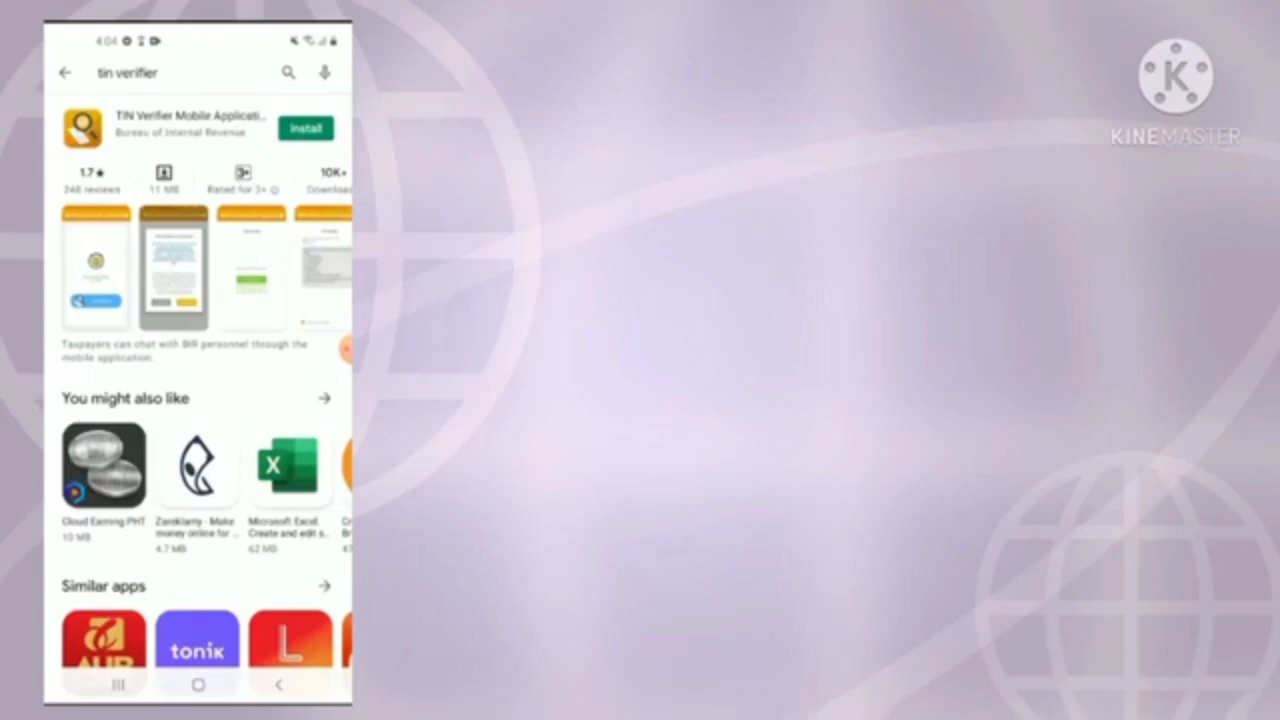 4:04
tin verifier
TIN Verifier Mobile Applicati...
Bureau of Internal Revenue
Install
1.7★
248 reviews
11 MB
Rated for 3+
10K+
Downloa
Taxpayers can chat with BIR personnel through the
mobile application.
You might also like
Cloud Earning PHT
10 MB
Zareklamy - Make
money online for ...
4.7 MB
Microsoft Excel:
Create and edit s...
62 MB
Similar apps
AUB
tonik
L
K
KINEMASTER